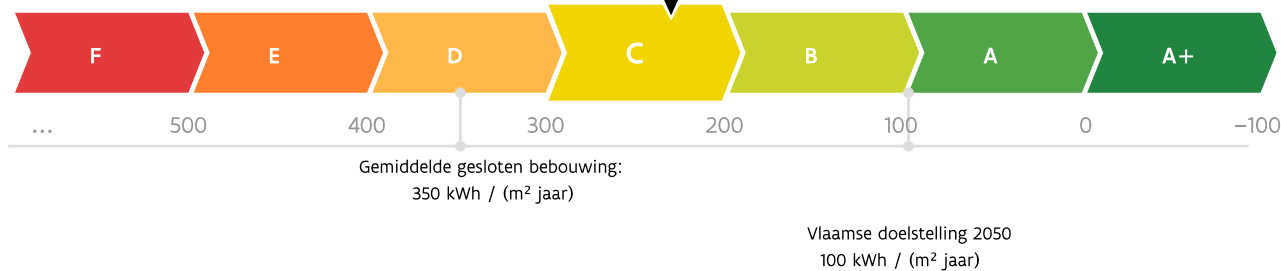 F E D C B A A+
... 500 400 300 200 100 0 –100
Gemiddelde gesloten bebouwing:
350 kWh / (m² jaar)
Vlaamse doelstelling 2050
100 kWh / (m² jaar)